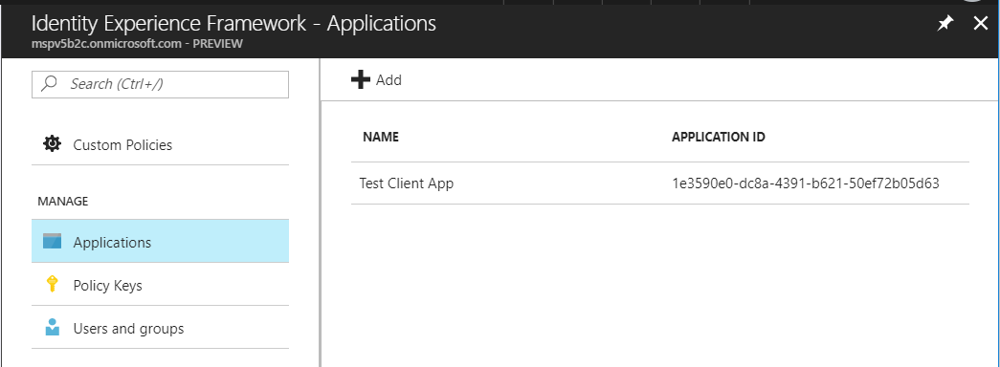 Identity Experience Framework - Applications
mspv5b2c.onmicrosoft.com - PREVIEW
Search (Ctrl+/)
Add
Custom Policies
NAME
APPLICATION ID
Test Client App
1e3590e0-dc8a-4391-b621-50ef72b05d63
MANAGE
Applications
Policy Keys
Users and groups